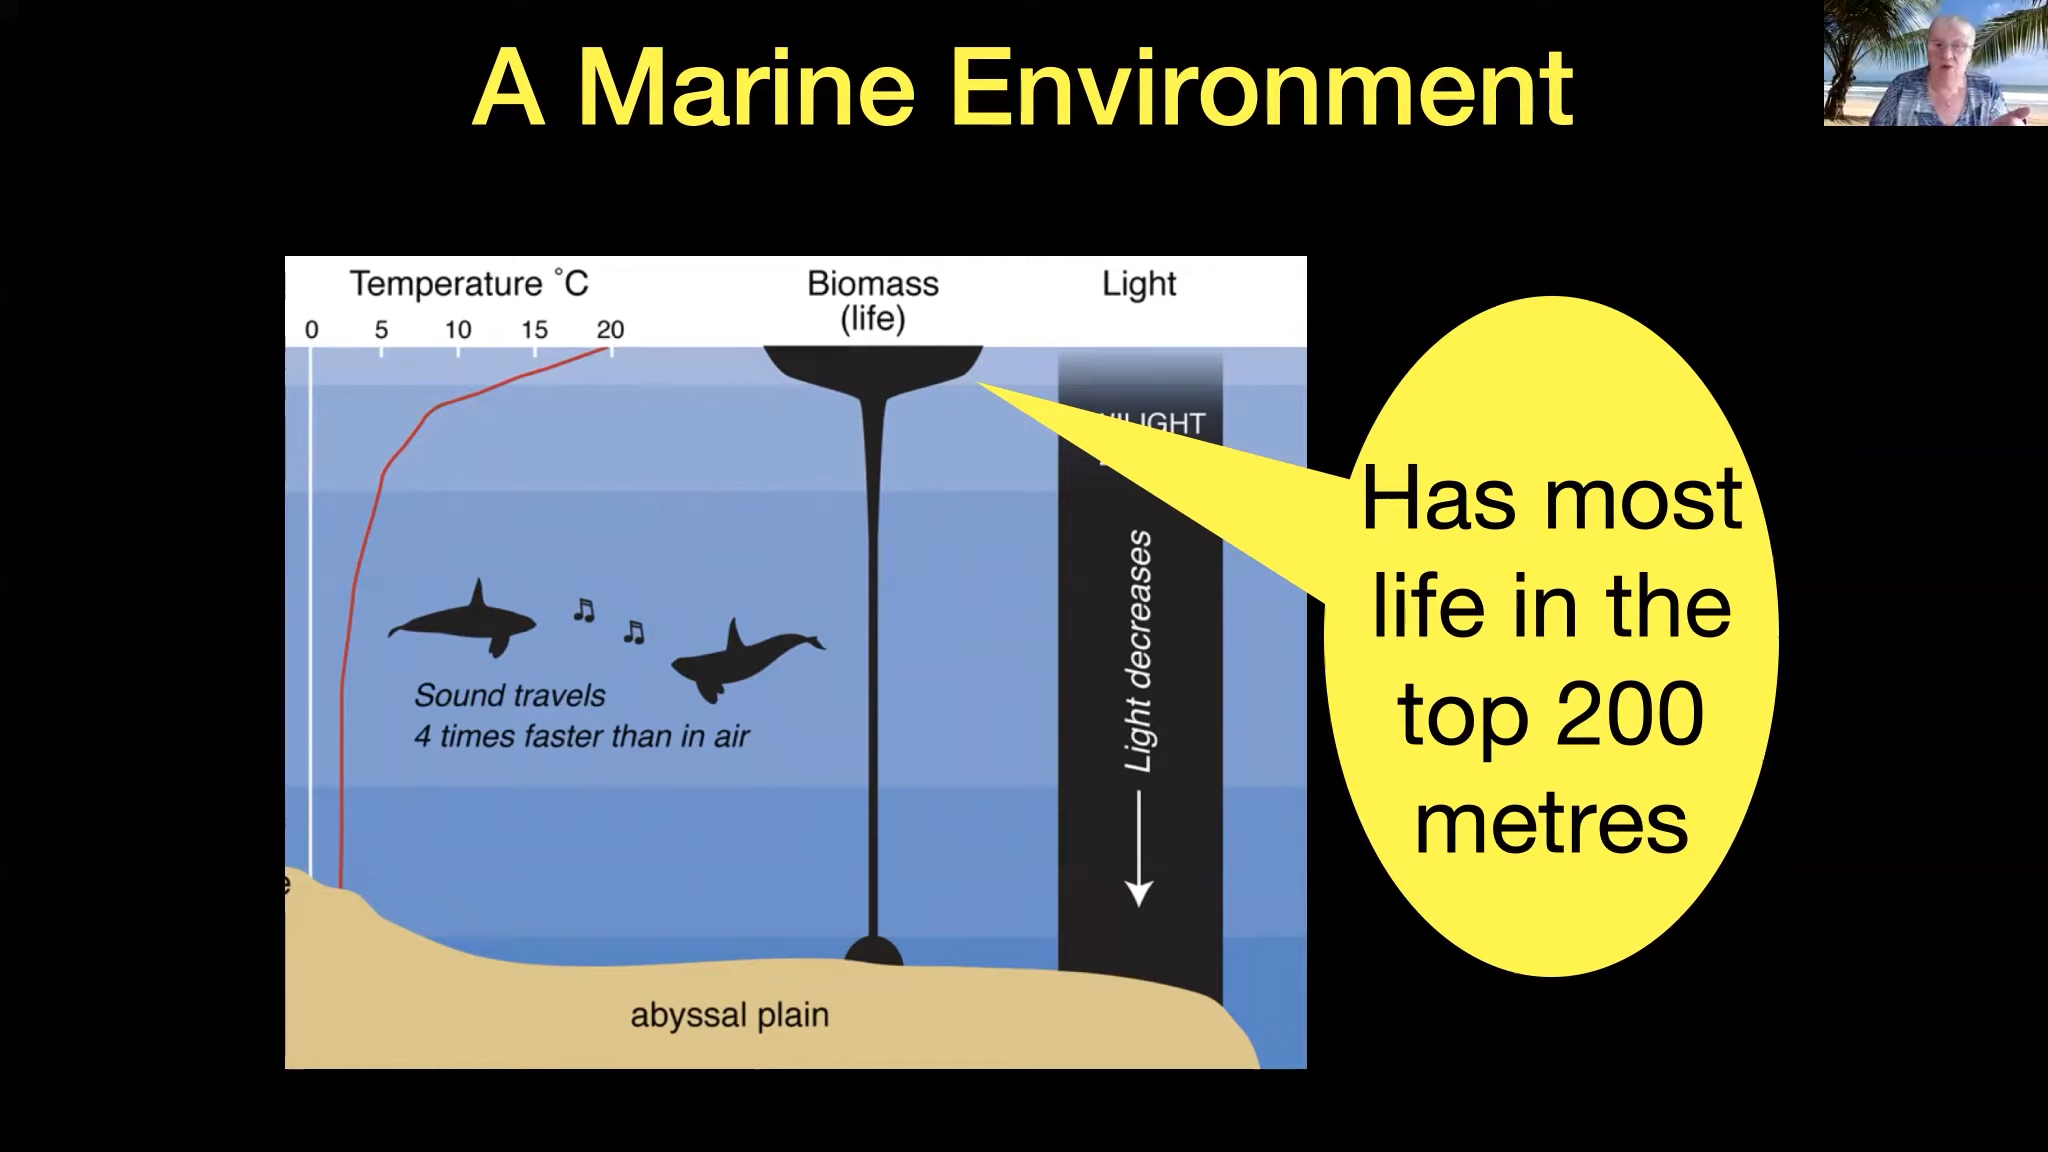 A Marine Environment
Temperature °C
Biomass
(life)
Light
0 5 10 15 20
Has most
life in the
top 200
metres
Light decreases
Sound travels
4 times faster than in air
abyssal plain